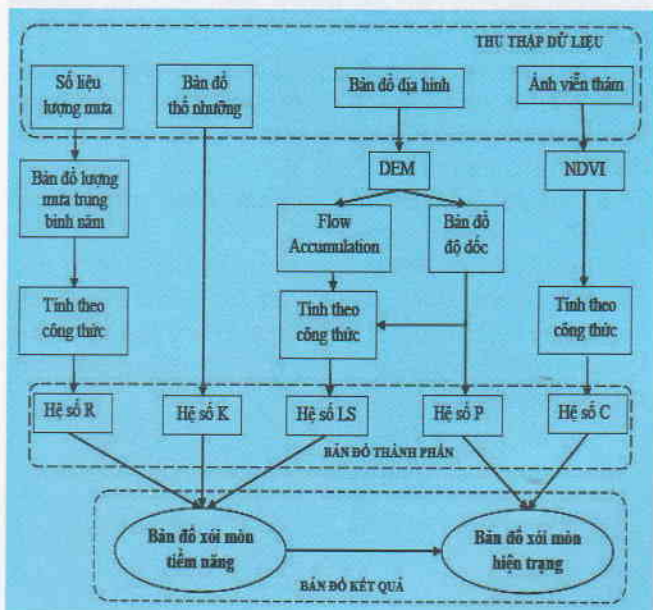 THU THẬP DỮ LIỆU
Số liệu
lượng mưa
Bản đồ
thổ nhưỡng
Bản đồ địa hình
Ảnh viễn thám
Bản đồ lượng
mưa trung
bình năm
DEM
NDVI
Flow
Accumulation
Bản đồ
độ dốc
Tính theo
công thức
Tính theo
công thức
Tính theo
công thức
Hệ số R
Hệ số K
Hệ số LS
Hệ số P
Hệ số C
BẢN ĐỒ THÀNH PHẦN
Bản đồ xói mòn
tiềm năng
Bản đồ xói mòn
hiện trạng
BẢN ĐỒ KẾT QUẢ